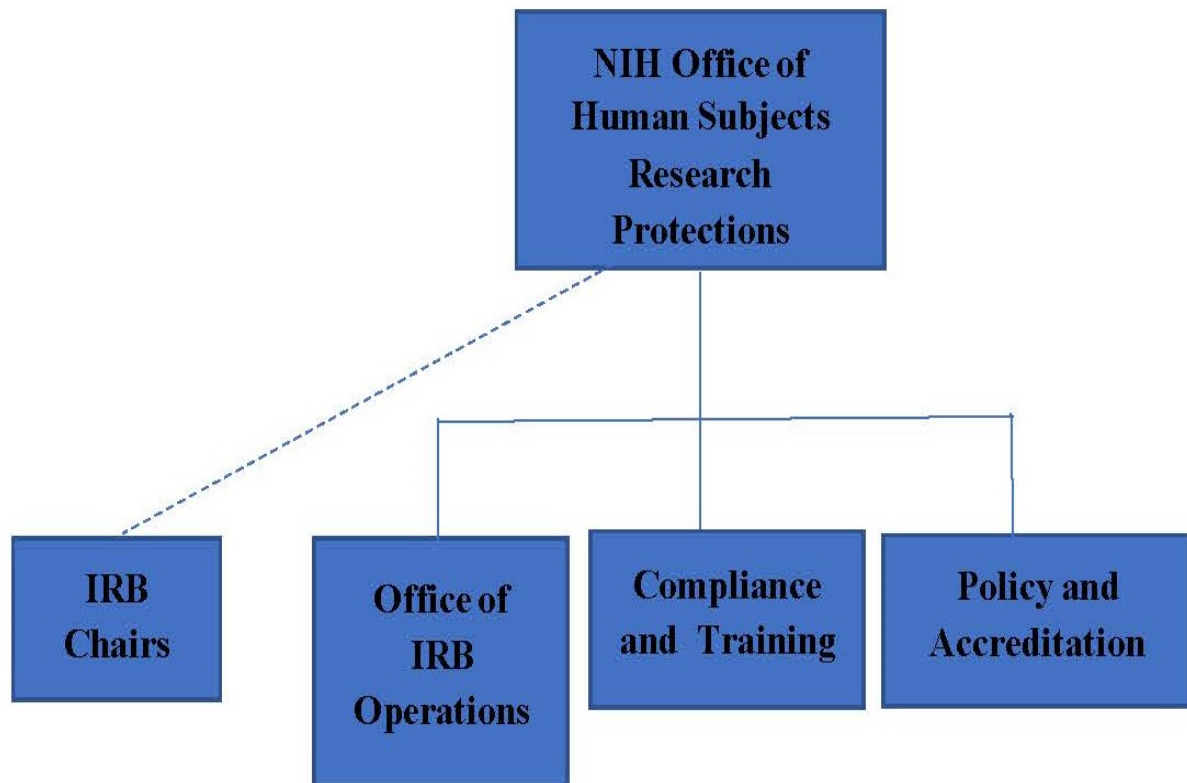 NIH Office of
Human Subjects
Research
Protections
IRB
Chairs
Office of
IRB
Operations
Compliance
and Training
Policy and
Accreditation